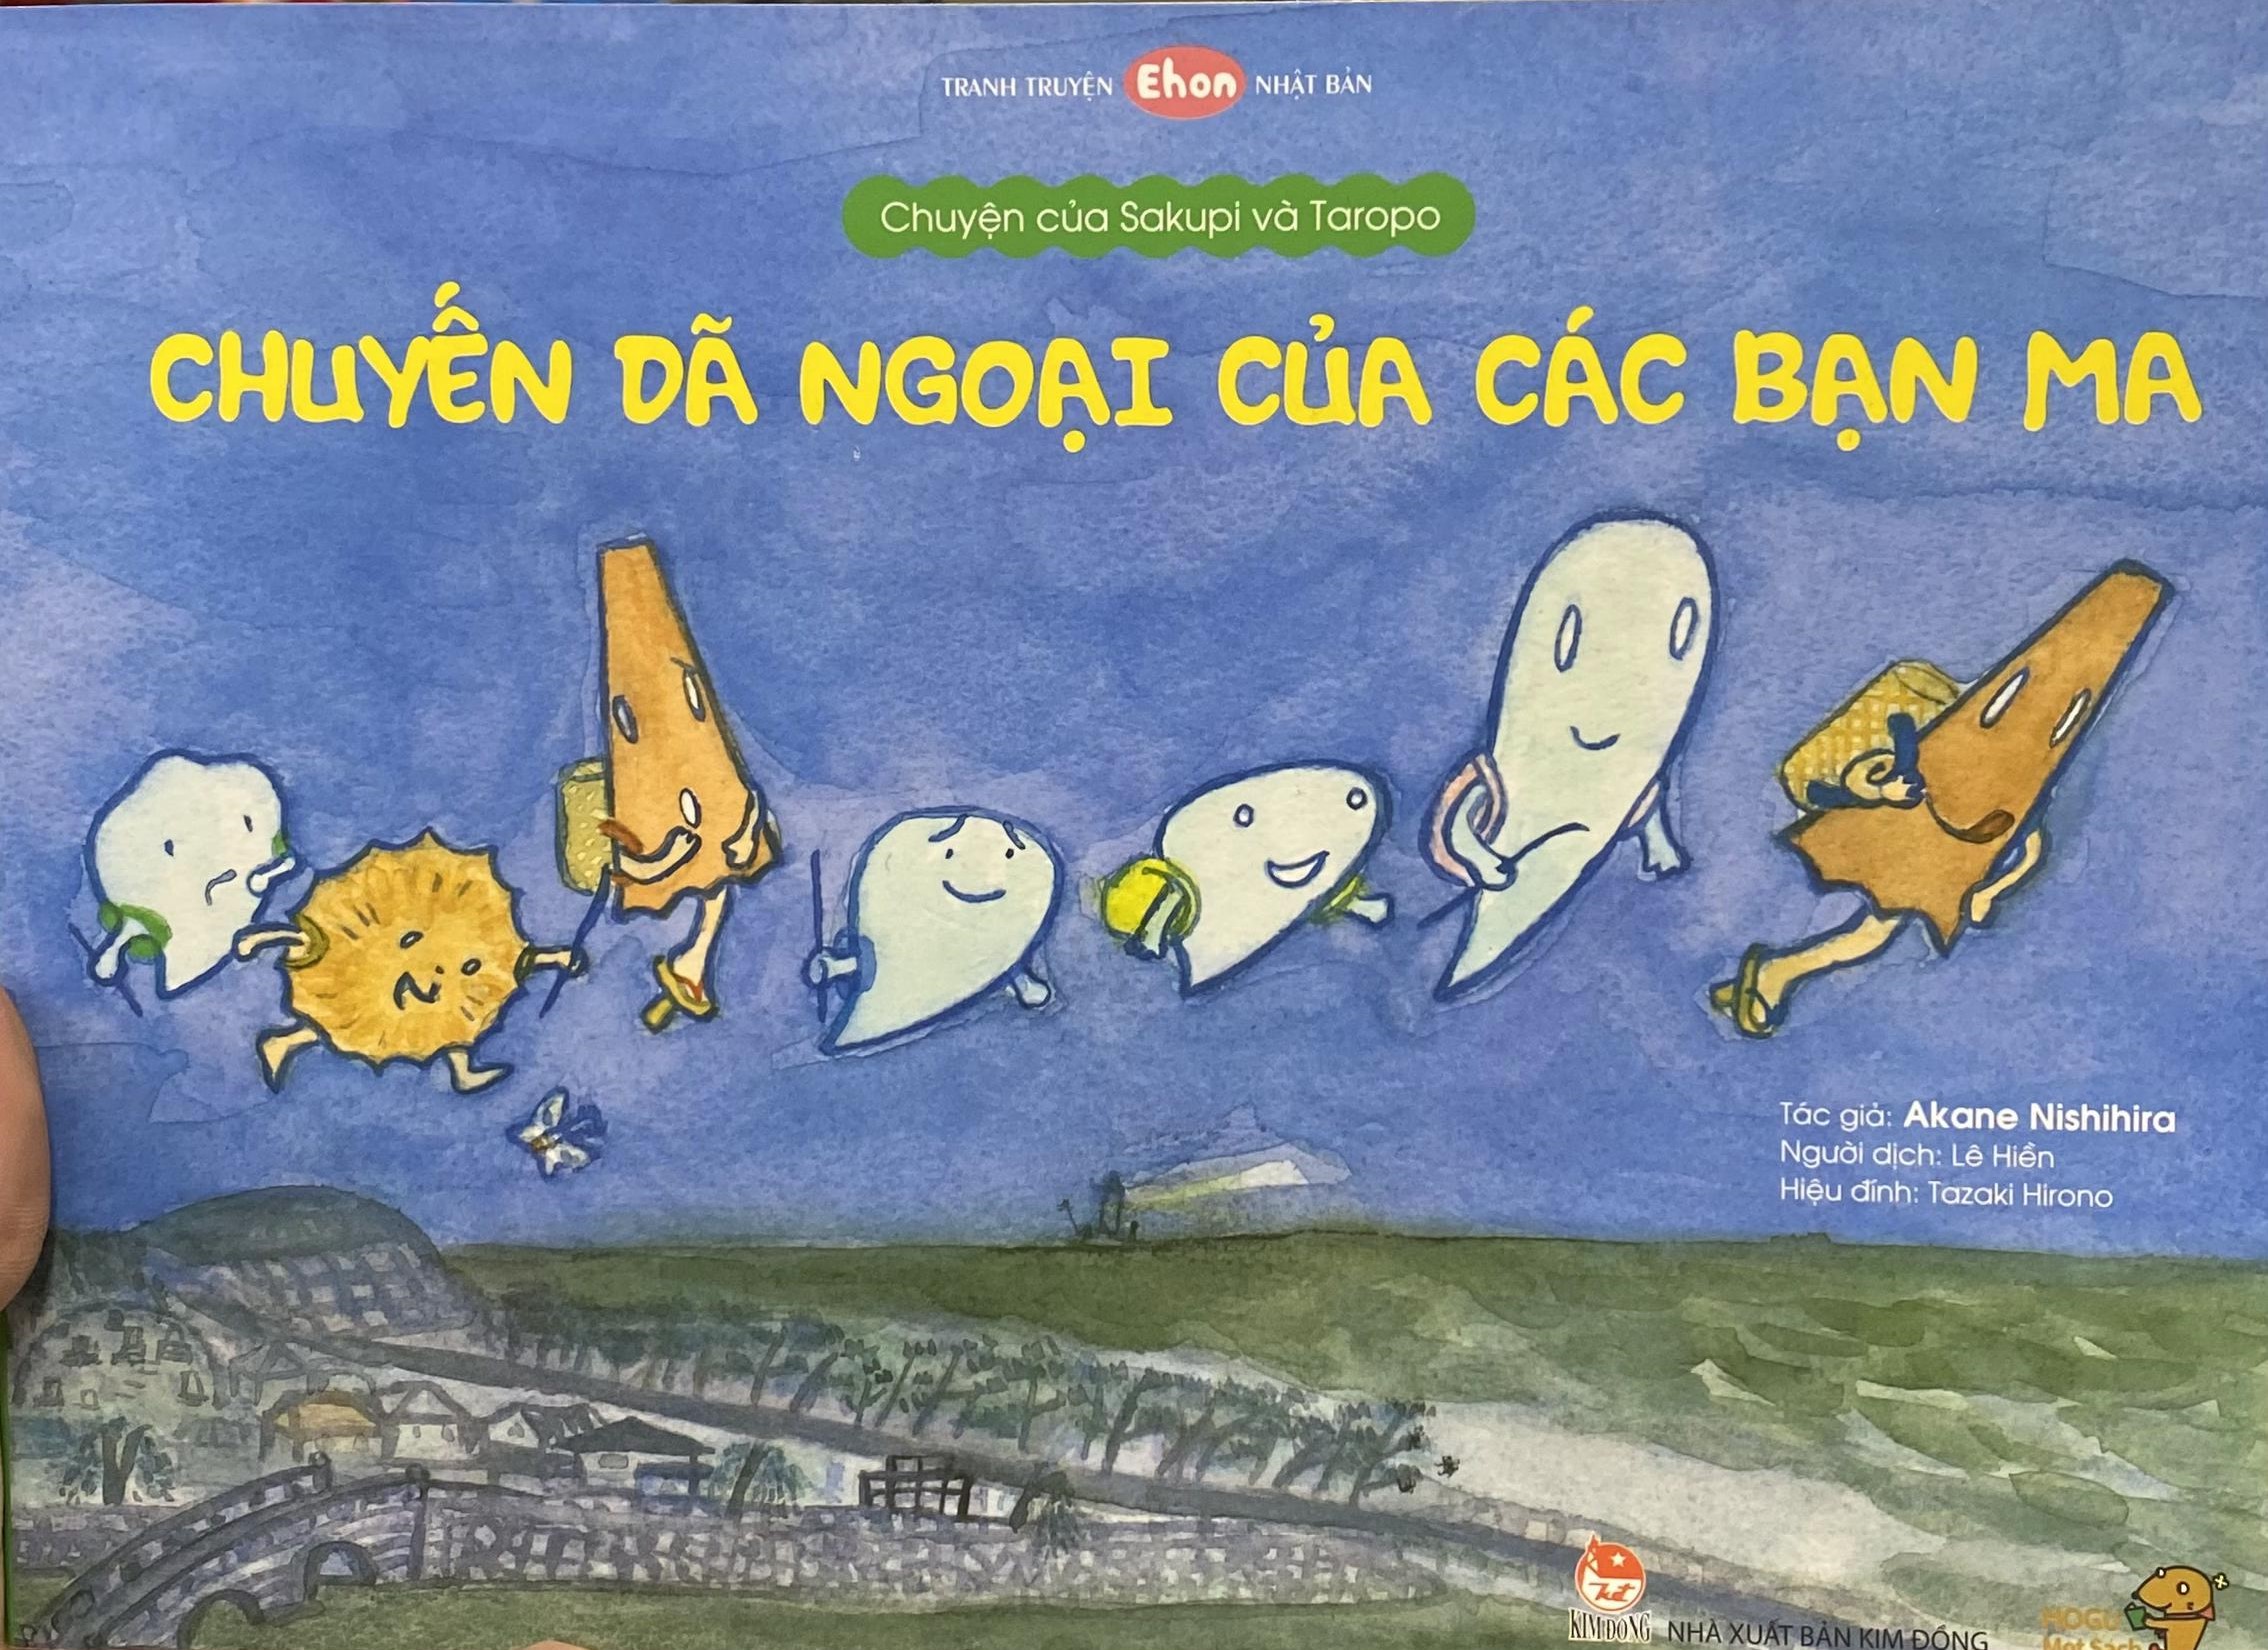 TRANH TRUYỆN Ehon NHẬT BẢN
Chuyện của Sakupi và Taropo
CHUYẾN DÃ NGOẠI CỦA CÁC BẠN MA
Tác giả: Akane Nishihira
Người dịch: Lê Hiền
Hiệu đính: Tazaki Hirono
KIM ĐỒNG NHÀ XUẤT BẢN KIM ĐỒNG
MOGU